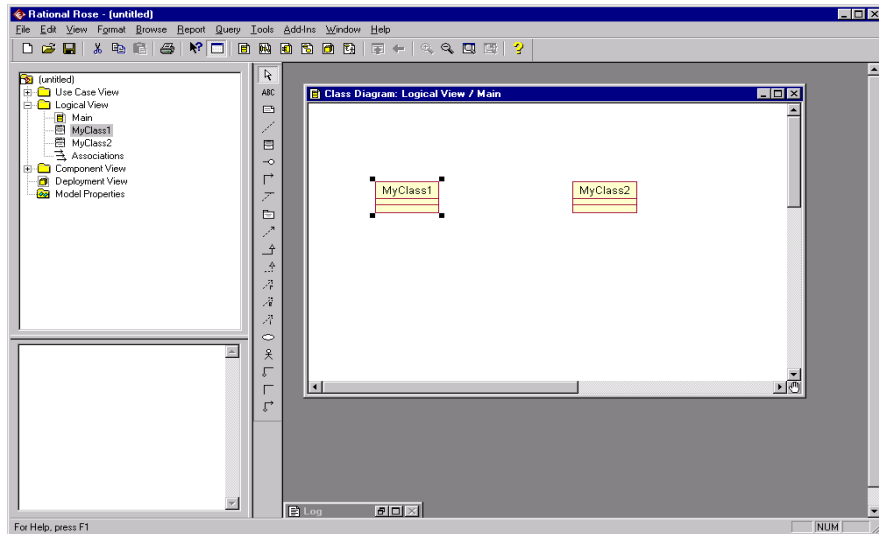 Rational Rose - (untitled)
File Edit View Format Browse Report Query Tools Add-Ins Window Help
(untitled)
Use Case View
Logical View
Main
MyClass1
MyClass2
Associations
Component View
Deployment View
Model Properties
ABC
Class Diagram: Logical View / Main
MyClass1 MyClass2
Log
For Help, press F1 NUM